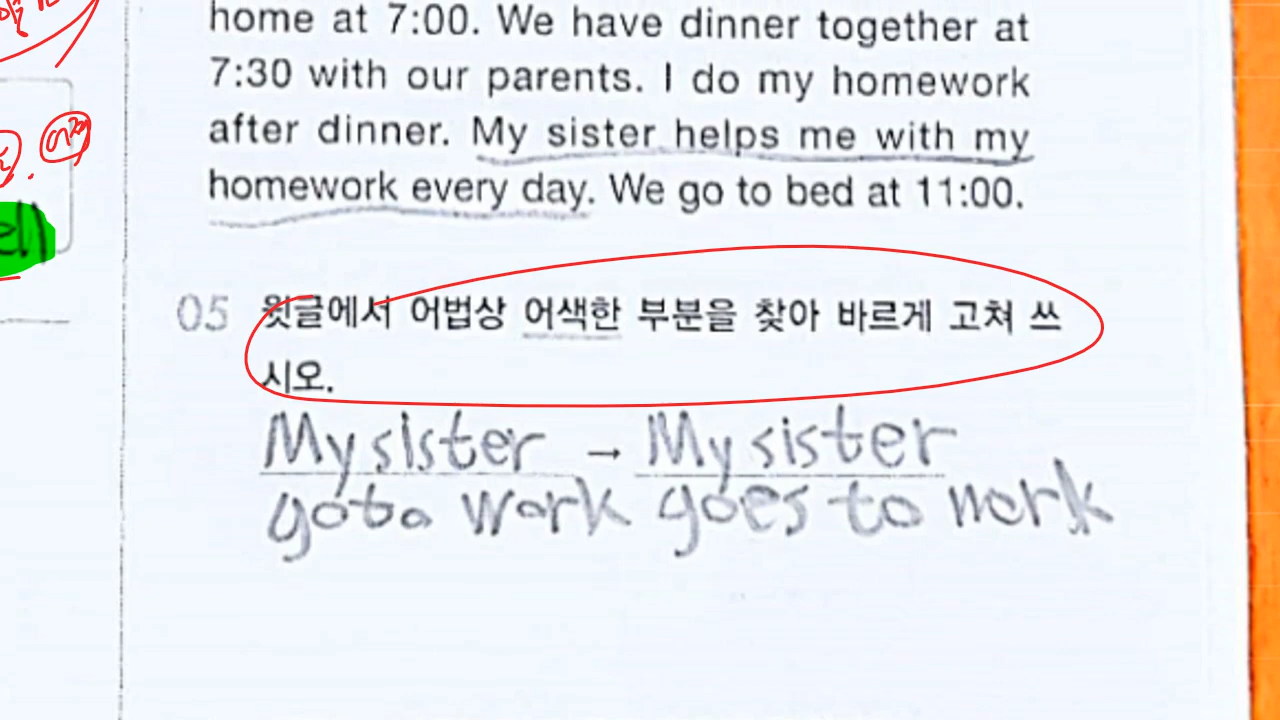 home at 7:00. We have dinner together at
7:30 with our parents. I do my homework
after dinner. My sister helps me with my
homework every day. We go to bed at 11:00.
05 윗글에서 어법상 어색한 부분을 찾아 바르게 고쳐 쓰
시오.
My sister → My sister
go to work goes to work